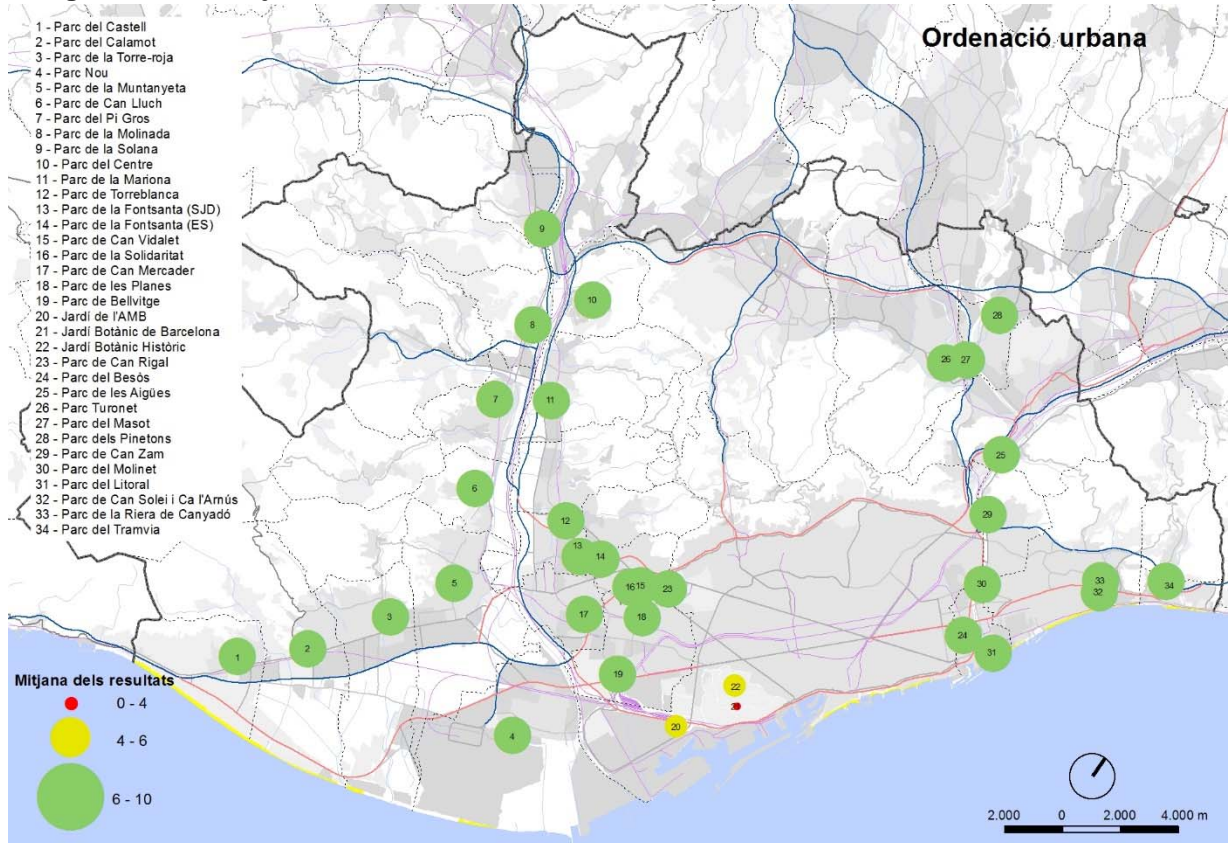 1 - Parc del Castell
2 - Parc del Calamot
3 - Parc de la Torre-roja
4 - Parc Nou
5 - Parc de la Muntanyeta
6 - Parc de Can Lluch
7 - Parc del Pi Gros
8 - Parc de la Molinada
9 - Parc de la Solana
10 - Parc del Centre
11 - Parc de la Mariona
12 - Parc de Torreblanca
13 - Parc de la Fontsanta (SJD)
14 - Parc de la Fontsanta (ES)
15 - Parc de Can Vidalet
16 - Parc de la Solidaritat
17 - Parc de Can Mercader
18 - Parc de les Planes
19 - Parc de Bellvitge
20 - Jardí de l'AMB
21 - Jardí Botànic de Barcelona
22 - Jardí Botànic Històric
23 - Parc de Can Rigal
24 - Parc del Besòs
25 - Parc de les Aigües
26 - Parc Turonet
27 - Parc del Masot
28 - Parc dels Pinetons
29 - Parc de Can Zam
30 - Parc del Molinet
31 - Parc del Litoral
32 - Parc de Can Solei i Ca l'Arnús
33 - Parc de la Riera de Canyadó
34 - Parc del Tramvia
Ordenació urbana
9
10
28
8
26 27
7
11
25
6
29
12
13
14
5
16 15
23
30
33
32
34
3
17
18
24
2
1
31
19
22
20
4
Mitjana dels resultats
0 - 4
4 - 6
6 - 10
2.000 0 2.000 4.000 m